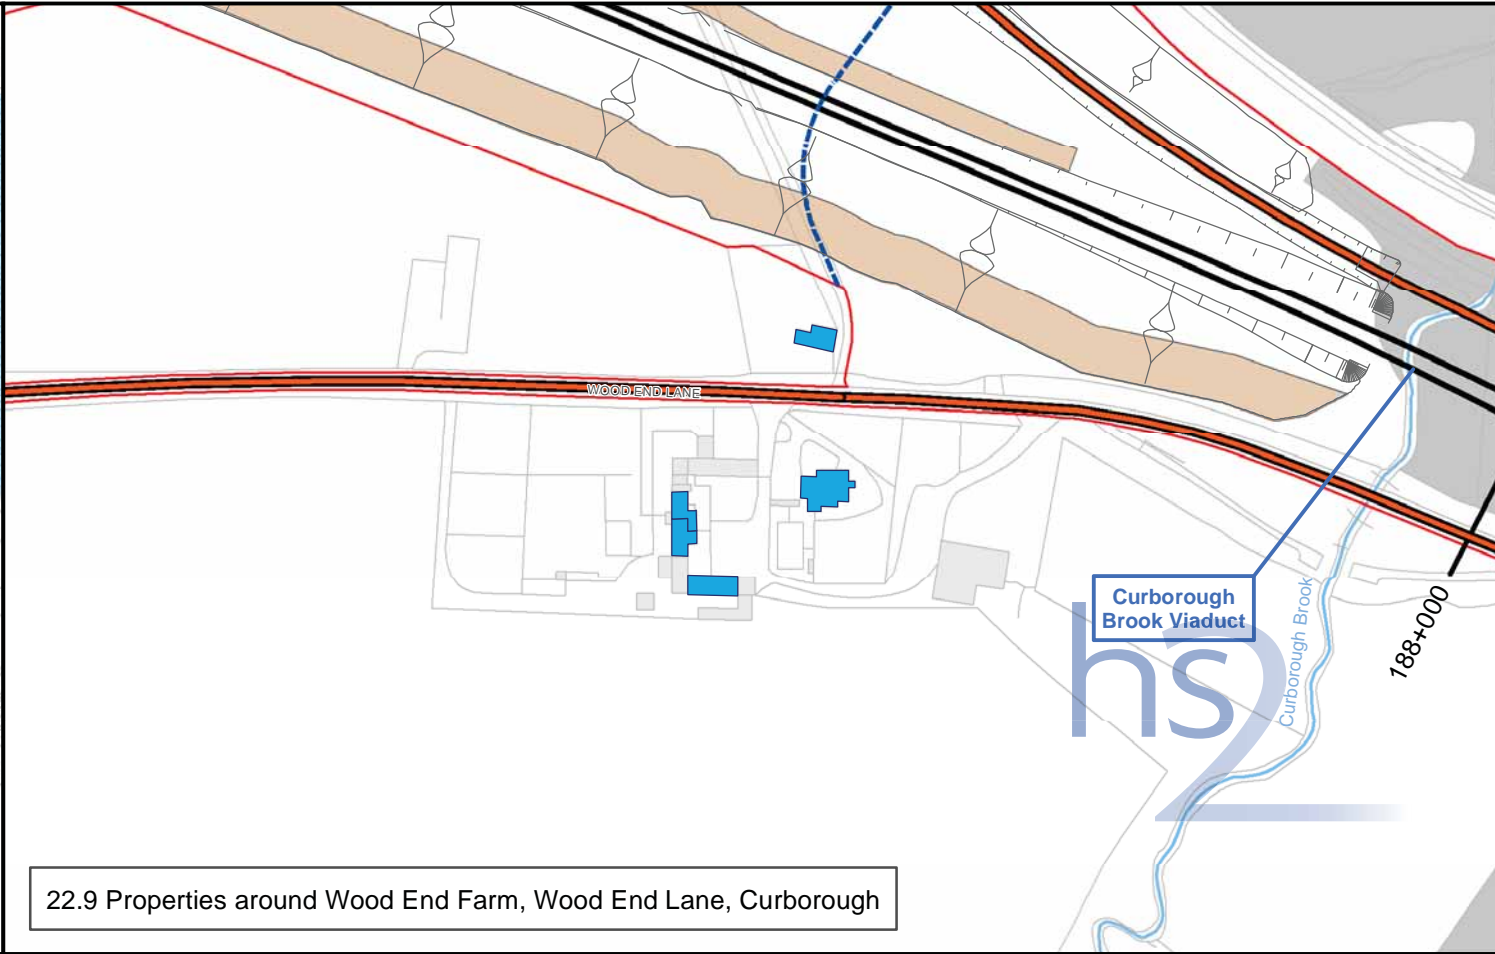 WOOD END LANE
Curborough
Brook Viaduct
Curborough Brook
188+000
hs2
22.9 Properties around Wood End Farm, Wood End Lane, Curborough